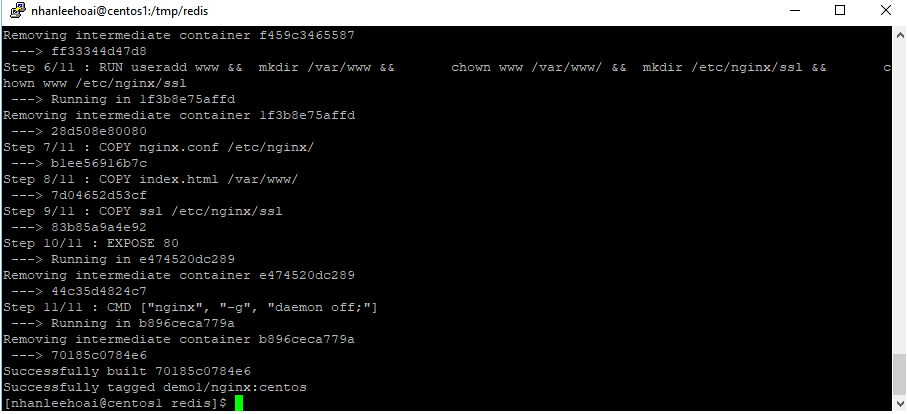 nhanleehoai@centos1:/tmp/redis
Removing intermediate container f459c3465587
 ---> ff33344d47d8
Step 6/11 : RUN useradd www &&  mkdir /var/www &&       chown www /var/www/ &&  mkdir /etc/nginx/ssl &&       c
hown www /etc/nginx/ssl
 ---> Running in 1f3b8e75affd
Removing intermediate container 1f3b8e75affd
 ---> 28d508e80080
Step 7/11 : COPY nginx.conf /etc/nginx/
 ---> b1ee56916b7c
Step 8/11 : COPY index.html /var/www/
 ---> 7d04652d53cf
Step 9/11 : COPY ssl /etc/nginx/ssl
 ---> 83b85a9a4e92
Step 10/11 : EXPOSE 80
 ---> Running in e474520dc289
Removing intermediate container e474520dc289
 ---> 44c35d4824c7
Step 11/11 : CMD ["nginx", "-g", "daemon off;"]
 ---> Running in b896ceca779a
Removing intermediate container b896ceca779a
 ---> 70185c0784e6
Successfully built 70185c0784e6
Successfully tagged demo1/nginx:centos
[nhanleehoai@centos1 redis]$